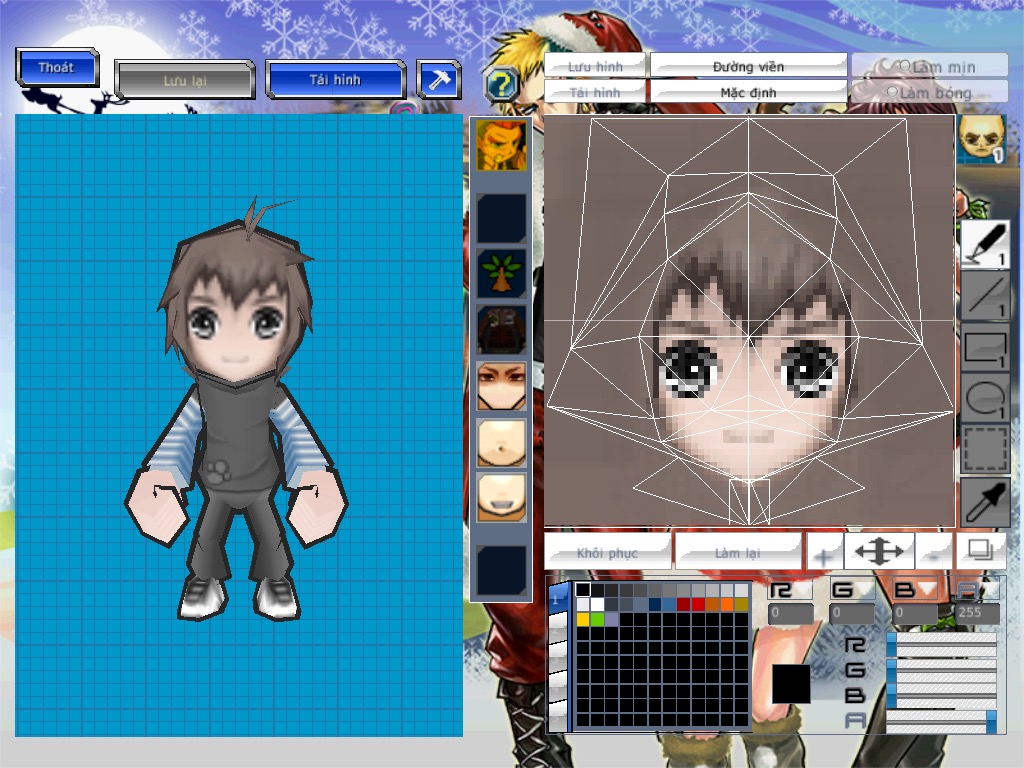 Thoát
Lưu lại
Tải hình
?
Lưu hình
Đường viền
Làm mịn
Tải hình
Mặc định
Làm bóng
1
1
1
1
1
Khôi phục
Làm lại
+
-
1
R
G
B
A
0
0
0
255
R
G
B
A